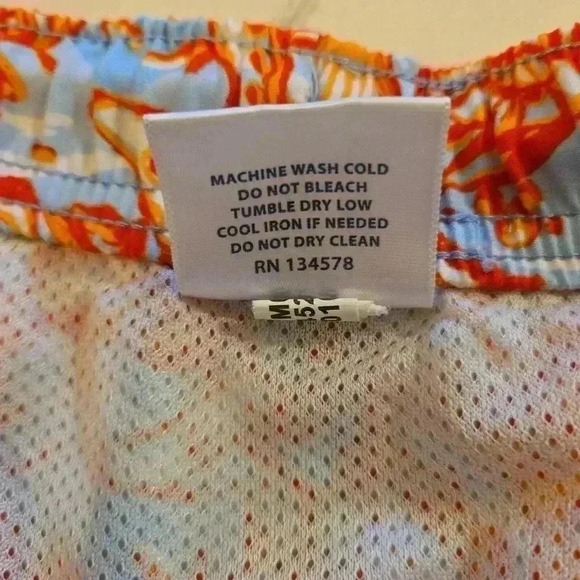 MACHINE WASH COLD
DO NOT BLEACH
TUMBLE DRY LOW
COOL IRON IF NEEDED
DO NOT DRY CLEAN
RN 134578